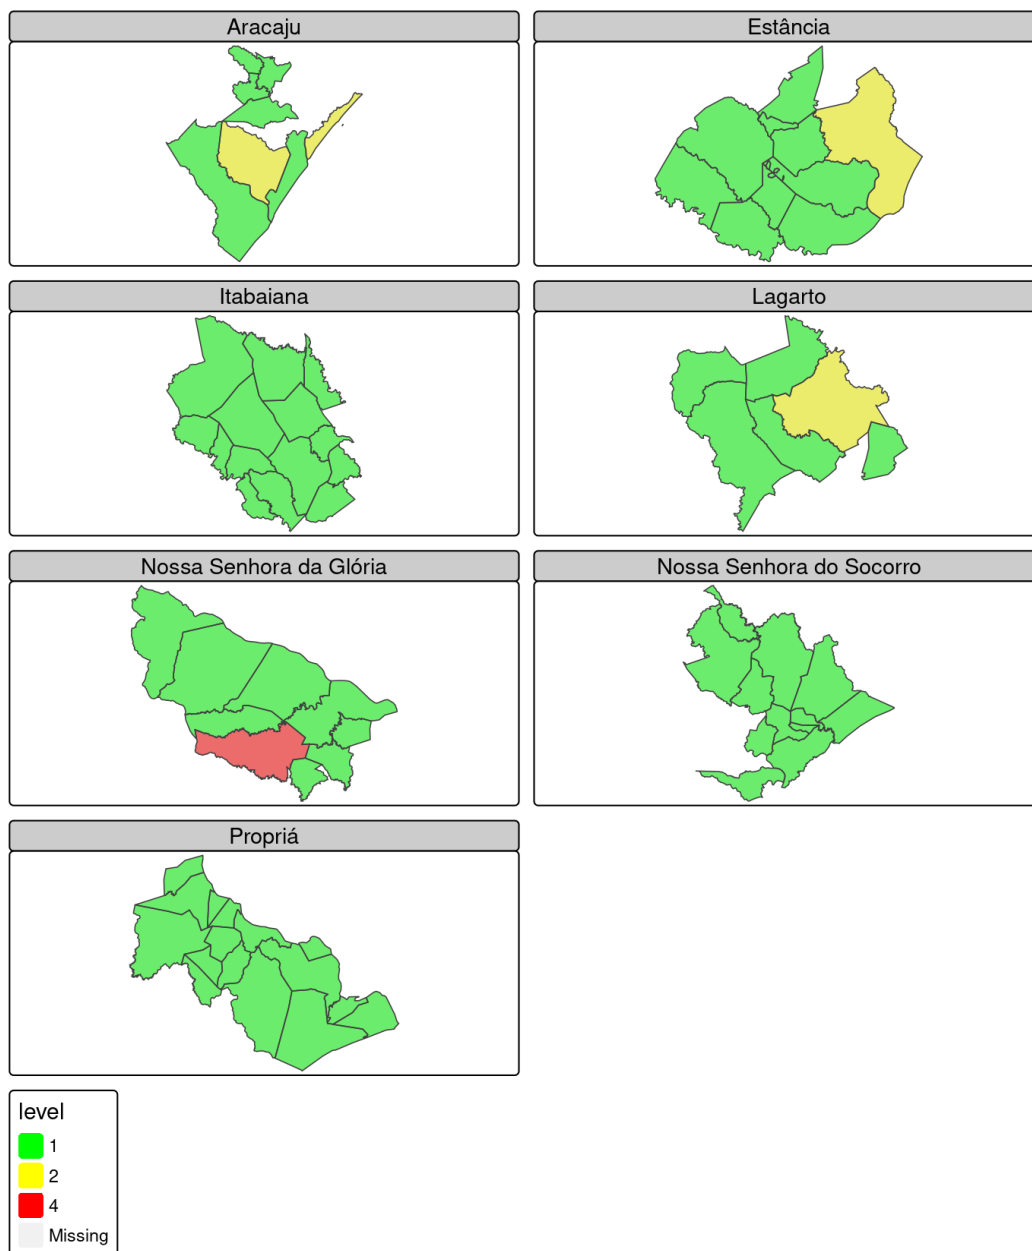 Aracaju
Estância
Itabaiana
Lagarto
Nossa Senhora da Glória
Nossa Senhora do Socorro
Propriá
level
1
2
4
Missing